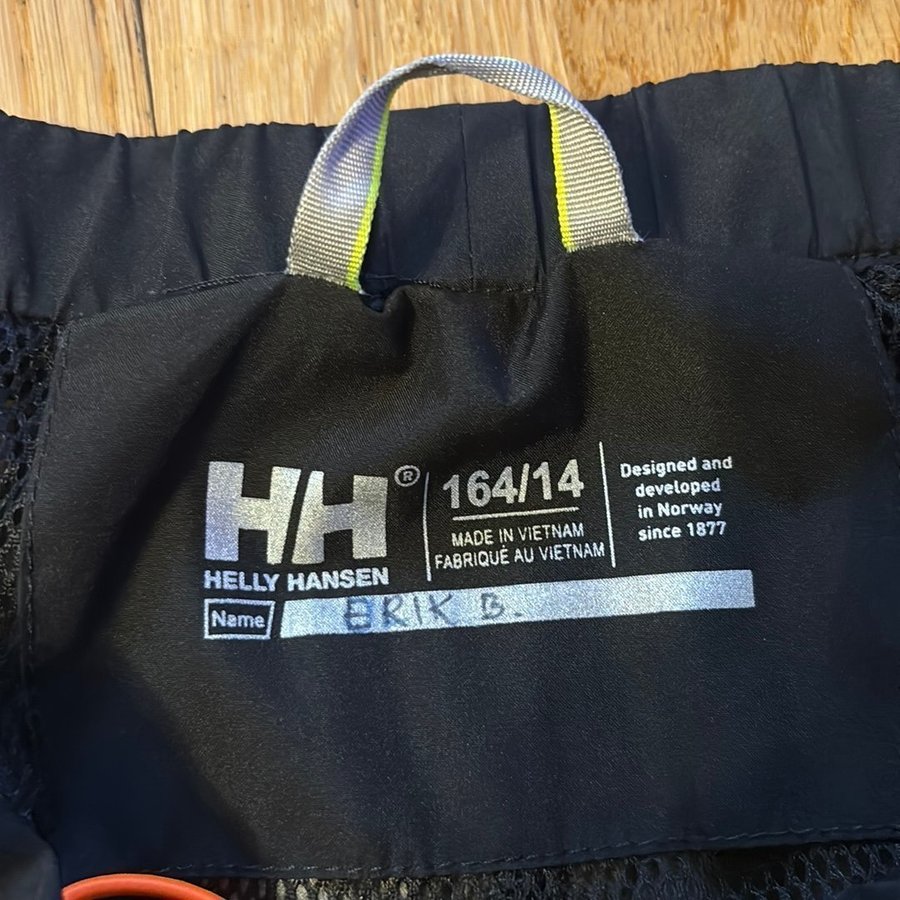 HH®
HELLY HANSEN
164/14
MADE IN VIETNAM
FABRIQUÉ AU VIETNAM
Designed and
developed
in Norway
since 1877
Name ERIK B.